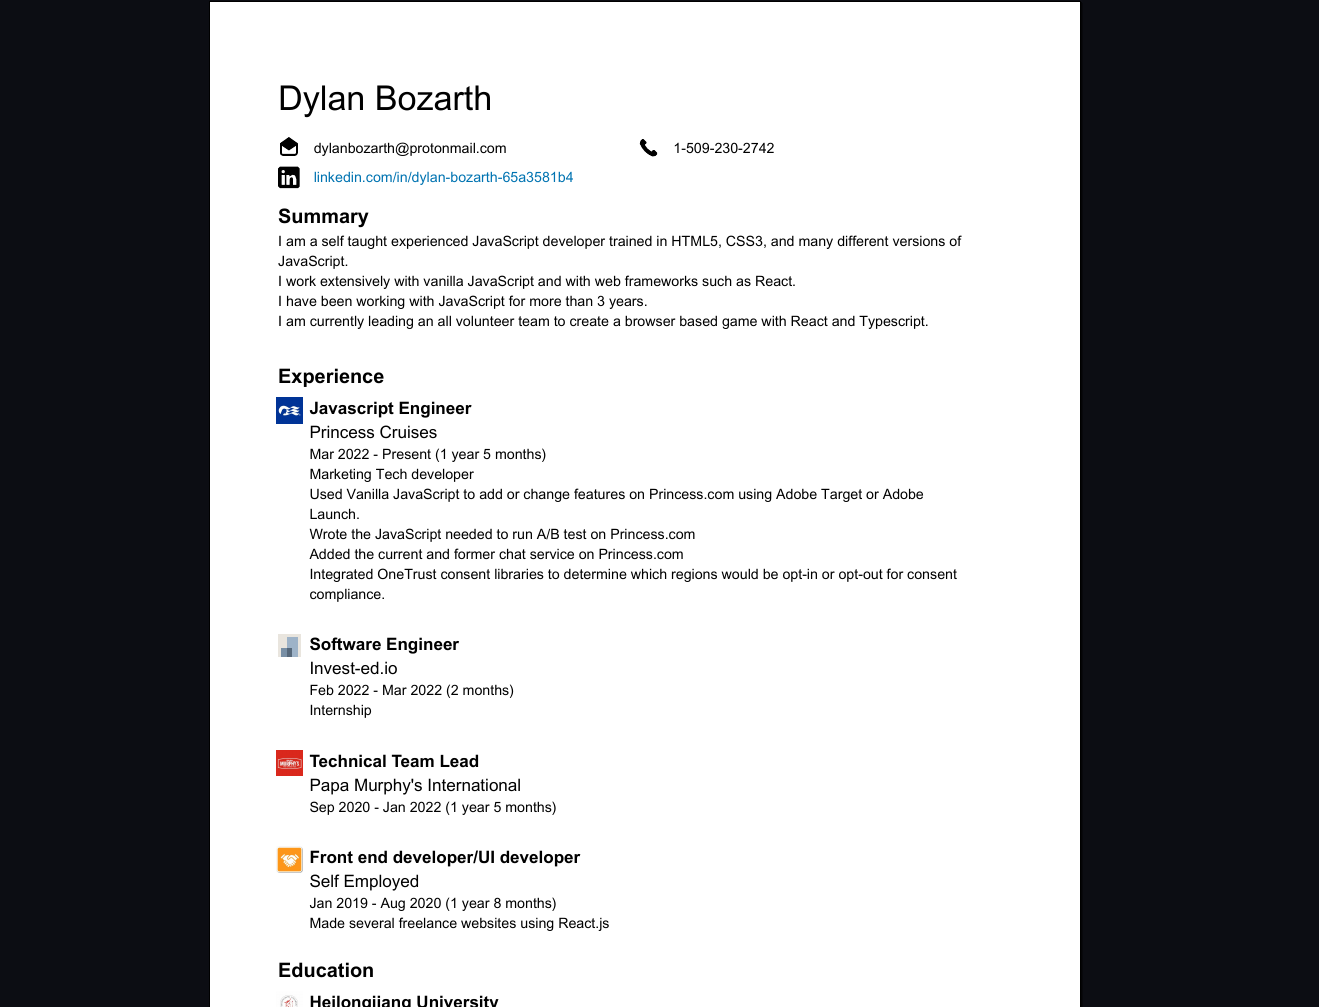 Dylan Bozarth
dylanbozarth@protonmail.com
1-509-230-2742
linkedin.com/in/dylan-bozarth-65a3581b4
Summary
I am a self taught experienced JavaScript developer trained in HTML5, CSS3, and many different versions of
JavaScript.
I work extensively with vanilla JavaScript and with web frameworks such as React.
I have been working with JavaScript for more than 3 years.
I am currently leading an all volunteer team to create a browser based game with React and Typescript.
Experience
Javascript Engineer
Princess Cruises
Mar 2022 - Present (1 year 5 months)
Marketing Tech developer
Used Vanilla JavaScript to add or change features on Princess.com using Adobe Target or Adobe
Launch.
Wrote the JavaScript needed to run A/B test on Princess.com
Added the current and former chat service on Princess.com
Integrated OneTrust consent libraries to determine which regions would be opt-in or opt-out for consent
compliance.
Software Engineer
Invest-ed.io
Feb 2022 - Mar 2022 (2 months)
Internship
Technical Team Lead
Papa Murphy's International
Sep 2020 - Jan 2022 (1 year 5 months)
Front end developer/UI developer
Self Employed
Jan 2019 - Aug 2020 (1 year 8 months)
Made several freelance websites using React.js
Education
Heilongjiang University